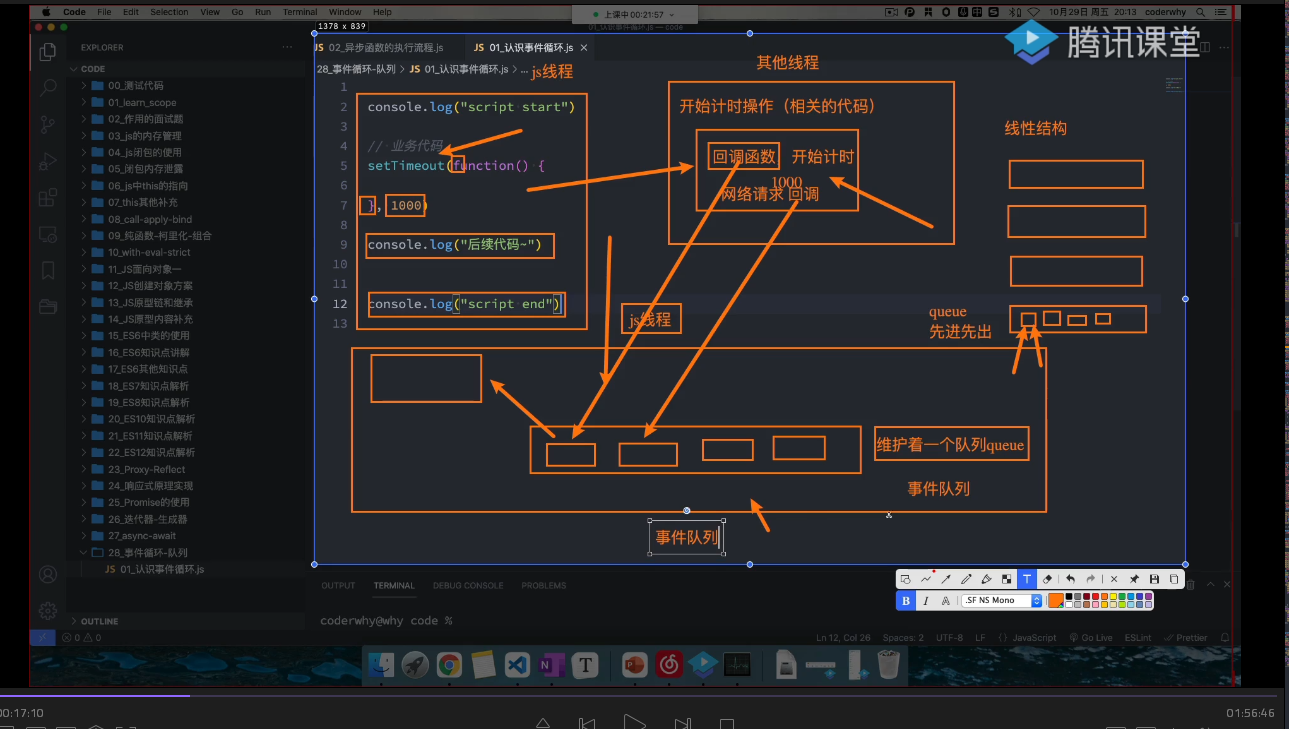 Code File Edit Selection View Go Run Terminal Window Help
上课中 00:21:57
10月29日 周五 20:13 coderwhy
1378 x 839
01_认识事件循环.js — code
腾讯课堂
EXPLORER
CODE
00_测试代码
01_learn_scope
02_作用的面试题
03_js的内存管理
04_js闭包的使用
05_闭包内存泄露
06_js中this的指向
07_this其他补充
08_call-apply-bind
09_纯函数-柯里化-组合
10_with-eval-strict
11_JS面向对象一
12_JS创建对象方案
13_JS原型链和继承
14_JS原型内容补充
15_ES6中类的使用
16_ES6知识点讲解
17_ES6其他知识点
18_ES7知识点解析
19_ES8知识点解析
20_ES10知识点解析
21_ES11知识点解析
22_ES12知识点解析
23_Proxy-Reflect
24_响应式原理实现
25_Promise的使用
26_迭代器-生成器
27_async-await
28_事件循环-队列
JS 01_认识事件循环.js
OUTLINE
JS 02_异步函数的执行流程.js
JS 01_认识事件循环.js
28_事件循环-队列 > JS 01_认识事件循环.js > ...
js线程
1
2 console.log("script start")
3
4 // 业务代码
5 setTimeout(function() {
6
7 }, 1000)
8
9 console.log("后续代码~")
10
11
12 console.log("script end")
13
其他线程
开始计时操作（相关的代码）
回调函数 开始计时
1000
网络请求 回调
线性结构
queue
先进先出
js线程
维护着一个队列queue
事件队列
事件队列
OUTPUT TERMINAL DEBUG CONSOLE PROBLEMS
coderwhy@why code %
B I A .SF NS Mono
0 0
Ln 12, Col 26 Spaces: 2 UTF-8 LF {} JavaScript Go Live ESLint Prettier
00:17:10
01:56:46